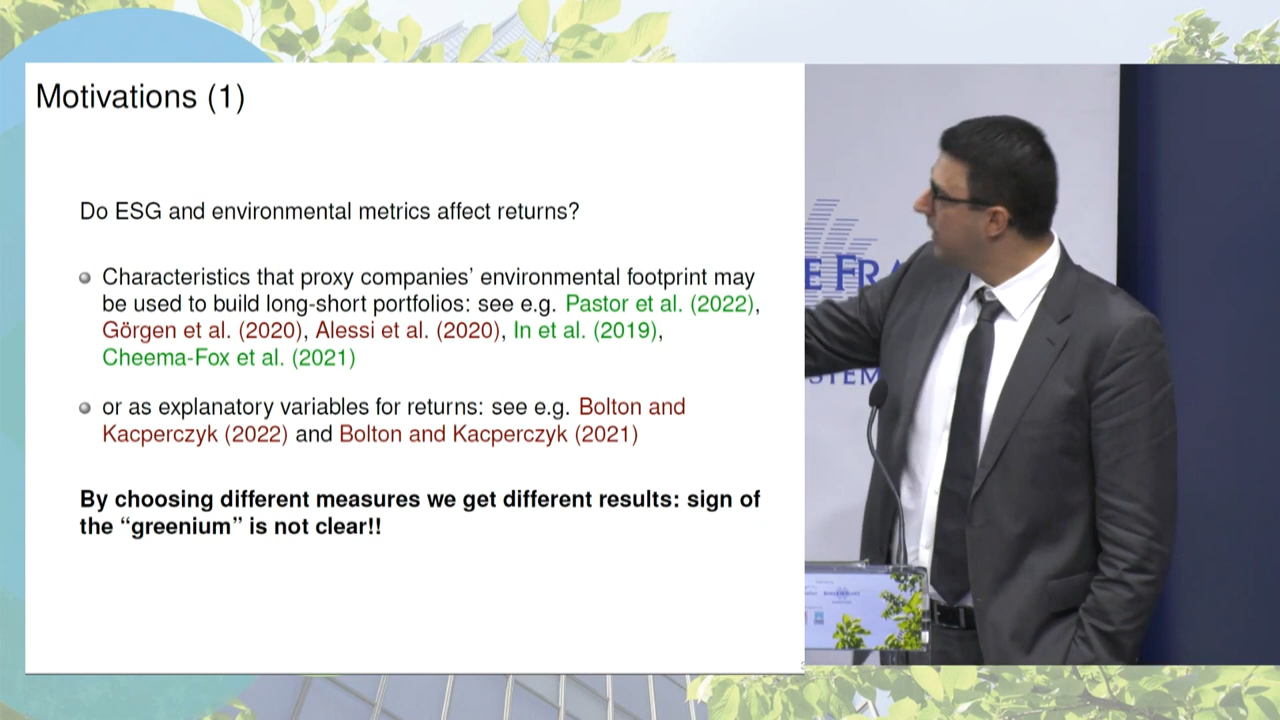 Motivations (1)
Do ESG and environmental metrics affect returns?
Characteristics that proxy companies’ environmental footprint may
be used to build long-short portfolios: see e.g. Pastor et al. (2022),
Görgen et al. (2020), Alessi et al. (2020), In et al. (2019),
Cheema-Fox et al. (2021)
or as explanatory variables for returns: see e.g. Bolton and
Kacperczyk (2022) and Bolton and Kacperczyk (2021)
By choosing different measures we get different results: sign of
the “greenium” is not clear!!
E FRA
STEM